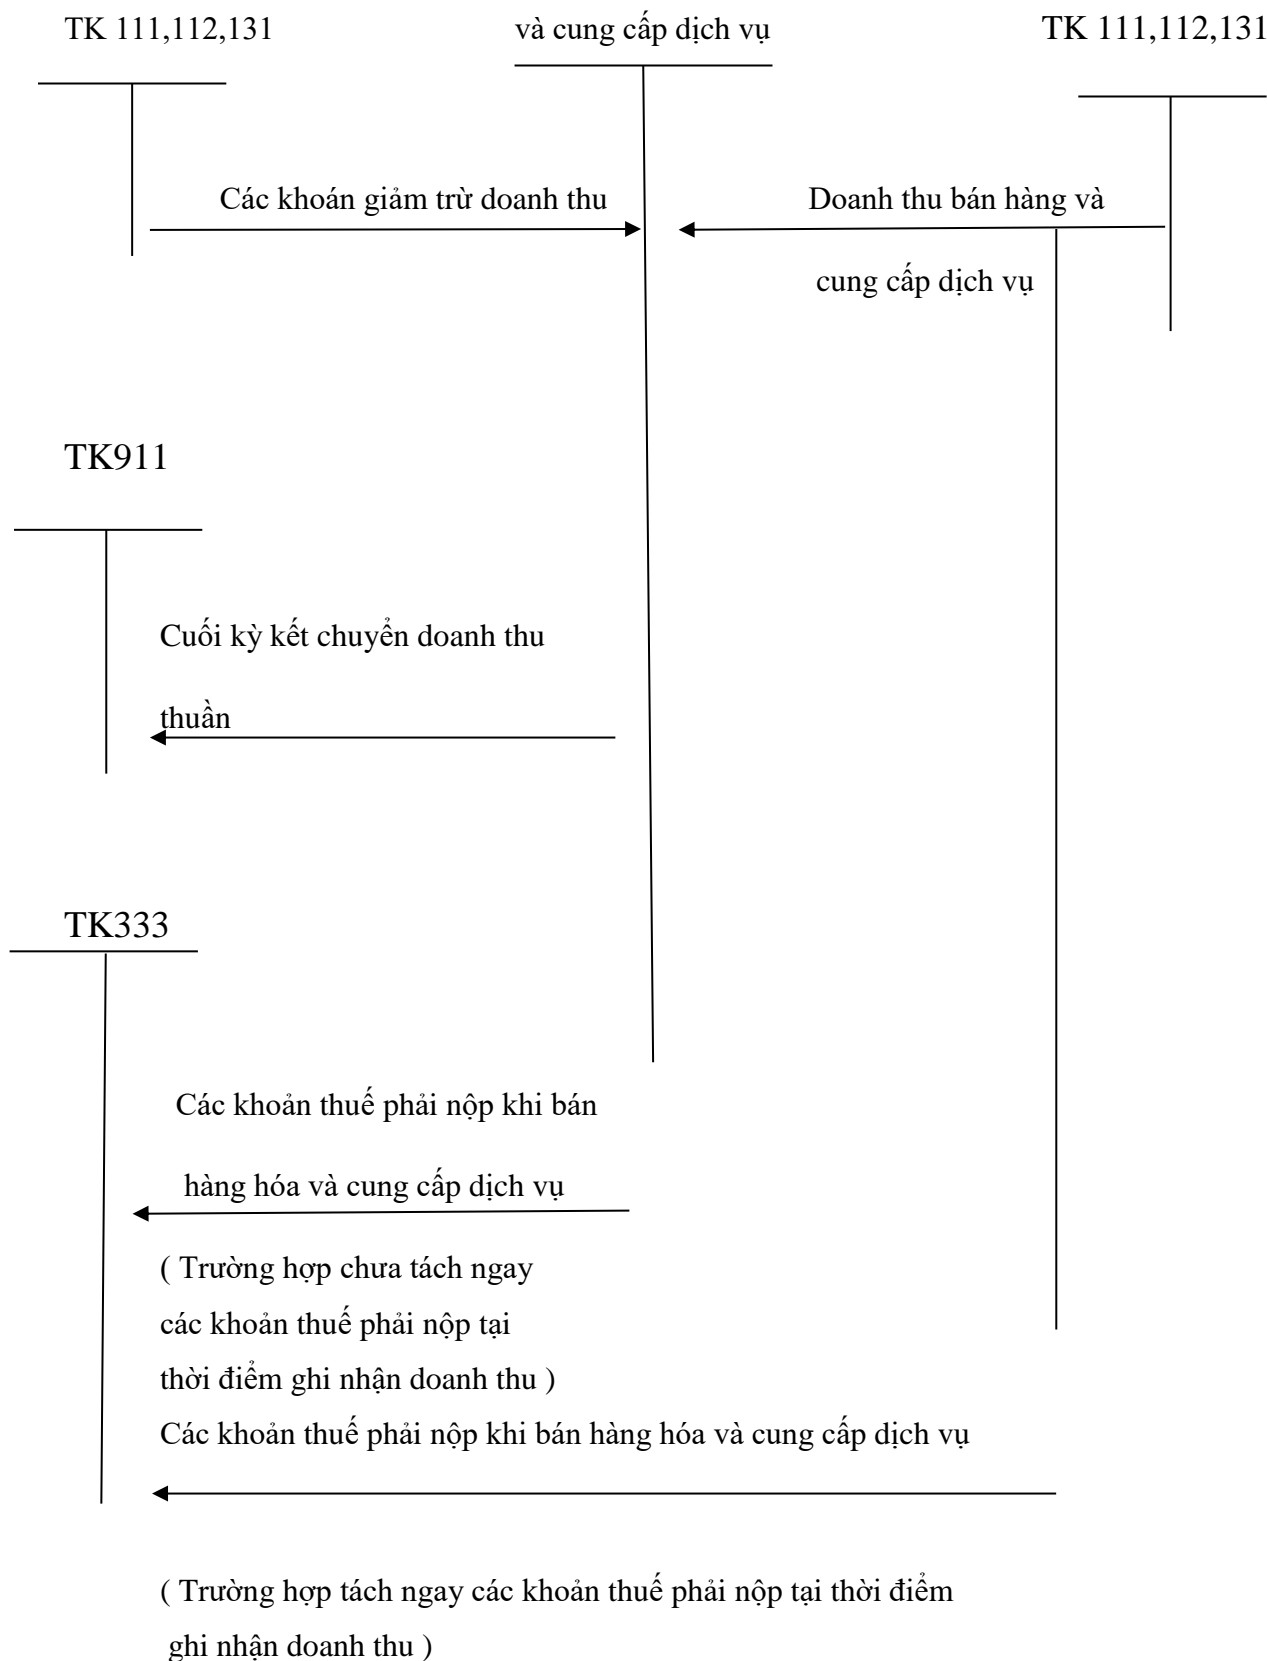 TK 111,112,131
và cung cấp dịch vụ
TK 111,112,131
Các khoán giảm trừ doanh thu
Doanh thu bán hàng và
cung cấp dịch vụ
TK911
Cuối kỳ kết chuyển doanh thu
thuần
TK333
Các khoản thuế phải nộp khi bán
hàng hóa và cung cấp dịch vụ
( Trường hợp chưa tách ngay
các khoản thuế phải nộp tại
thời điểm ghi nhận doanh thu )
Các khoản thuế phải nộp khi bán hàng hóa và cung cấp dịch vụ
( Trường hợp tách ngay các khoản thuế phải nộp tại thời điểm
ghi nhận doanh thu )